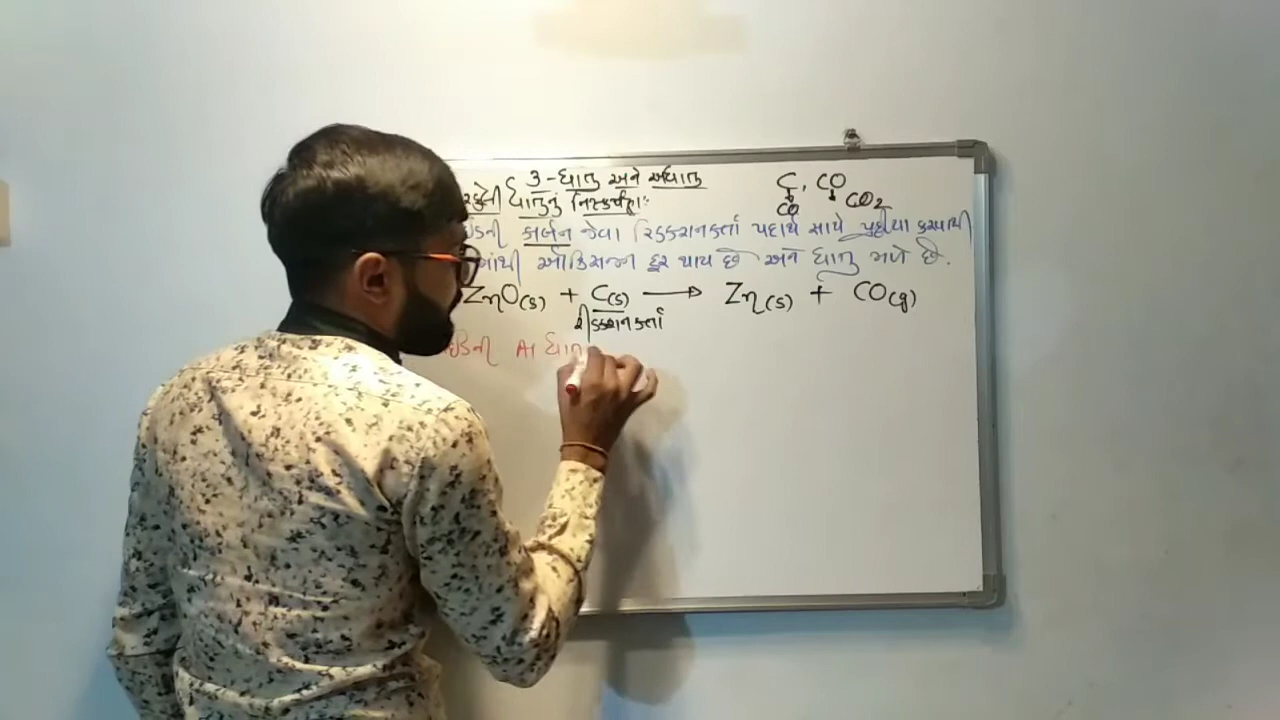 3-ધાતુ અને અધાતુ
ધાતુનું નિષ્કર્ષણ:
C, CO
CO CO₂
કાર્બન જેવા રિડક્શનકર્તા પદાર્થ સાથે પ્રક્રિયા કરવાથી
માંથી ઓક્સિજન દૂર થાય છે અને ધાતુ મળે છે.
ZnO(s) + C(s) ⟶ Zn(s) + CO(g)
રીડક્શનકર્તા
Al ધાતુ